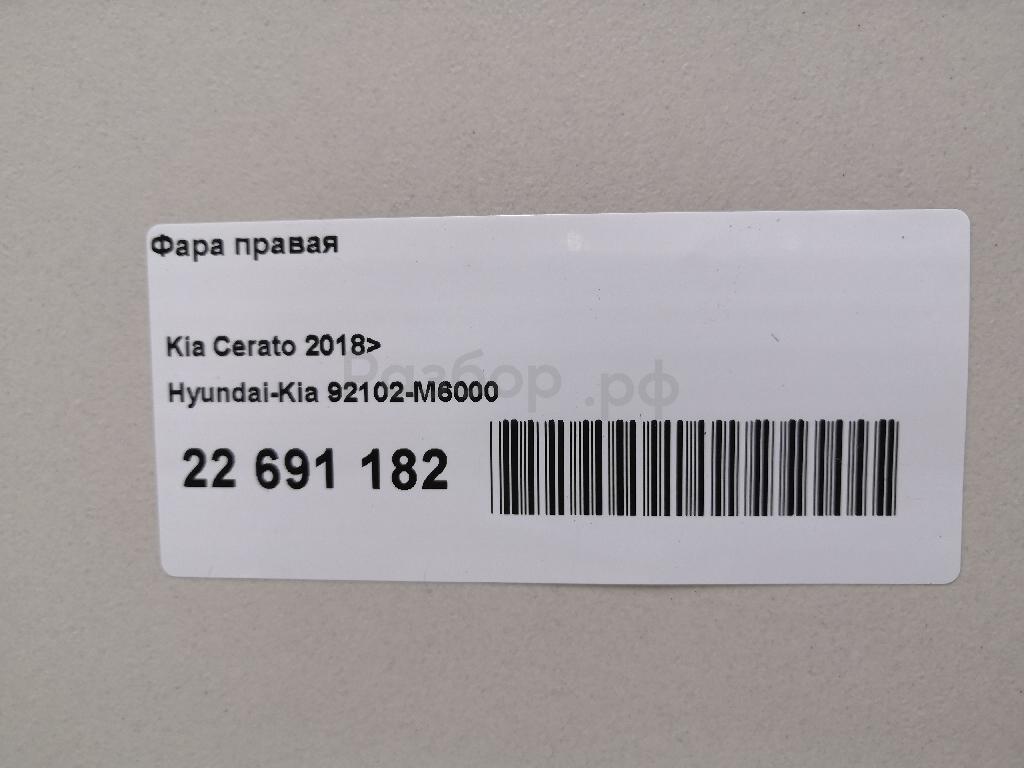 Фара правая
Kia Cerato 2018>
Разбор.рф
Hyundai-Kia 92102-M6000
22 691 182